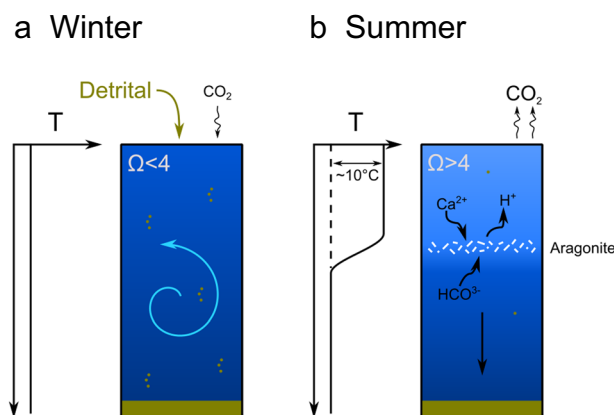 a Winter
Detrital
CO₂
T
Ω<4
b Summer
CO₂
T
~10°C
Ω>4
Ca²⁺
H⁺
Aragonite
HCO³⁻